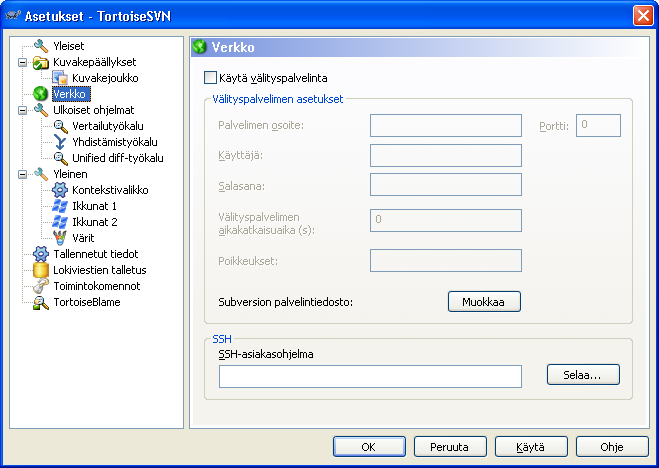 Asetukset - TortoiseSVN
Yleiset
Kuvakepäällykset
Kuvakejoukko
Verkko
Ulkoiset ohjelmat
Vertailutyökalu
Yhdistämistyökalu
Unified diff-työkalu
Yleinen
Kontekstivalikko
Ikkunat 1
Ikkunat 2
Värit
Tallennetut tiedot
Lokiviestien talletus
Toimintokomennot
TortoiseBlame
Verkko
Käytä välityspalvelinta
Välityspalvelimen asetukset
Palvelimen osoite:
Portti: 0
Käyttäjä:
Salasana:
Välityspalvelimen
aikakatkaisuaika (s): 0
Poikkeukset:
Subversion palvelintiedosto: Muokkaa
SSH
SSH-asiakasohjelma
Selaa...
OK Peruuta Käytä Ohje